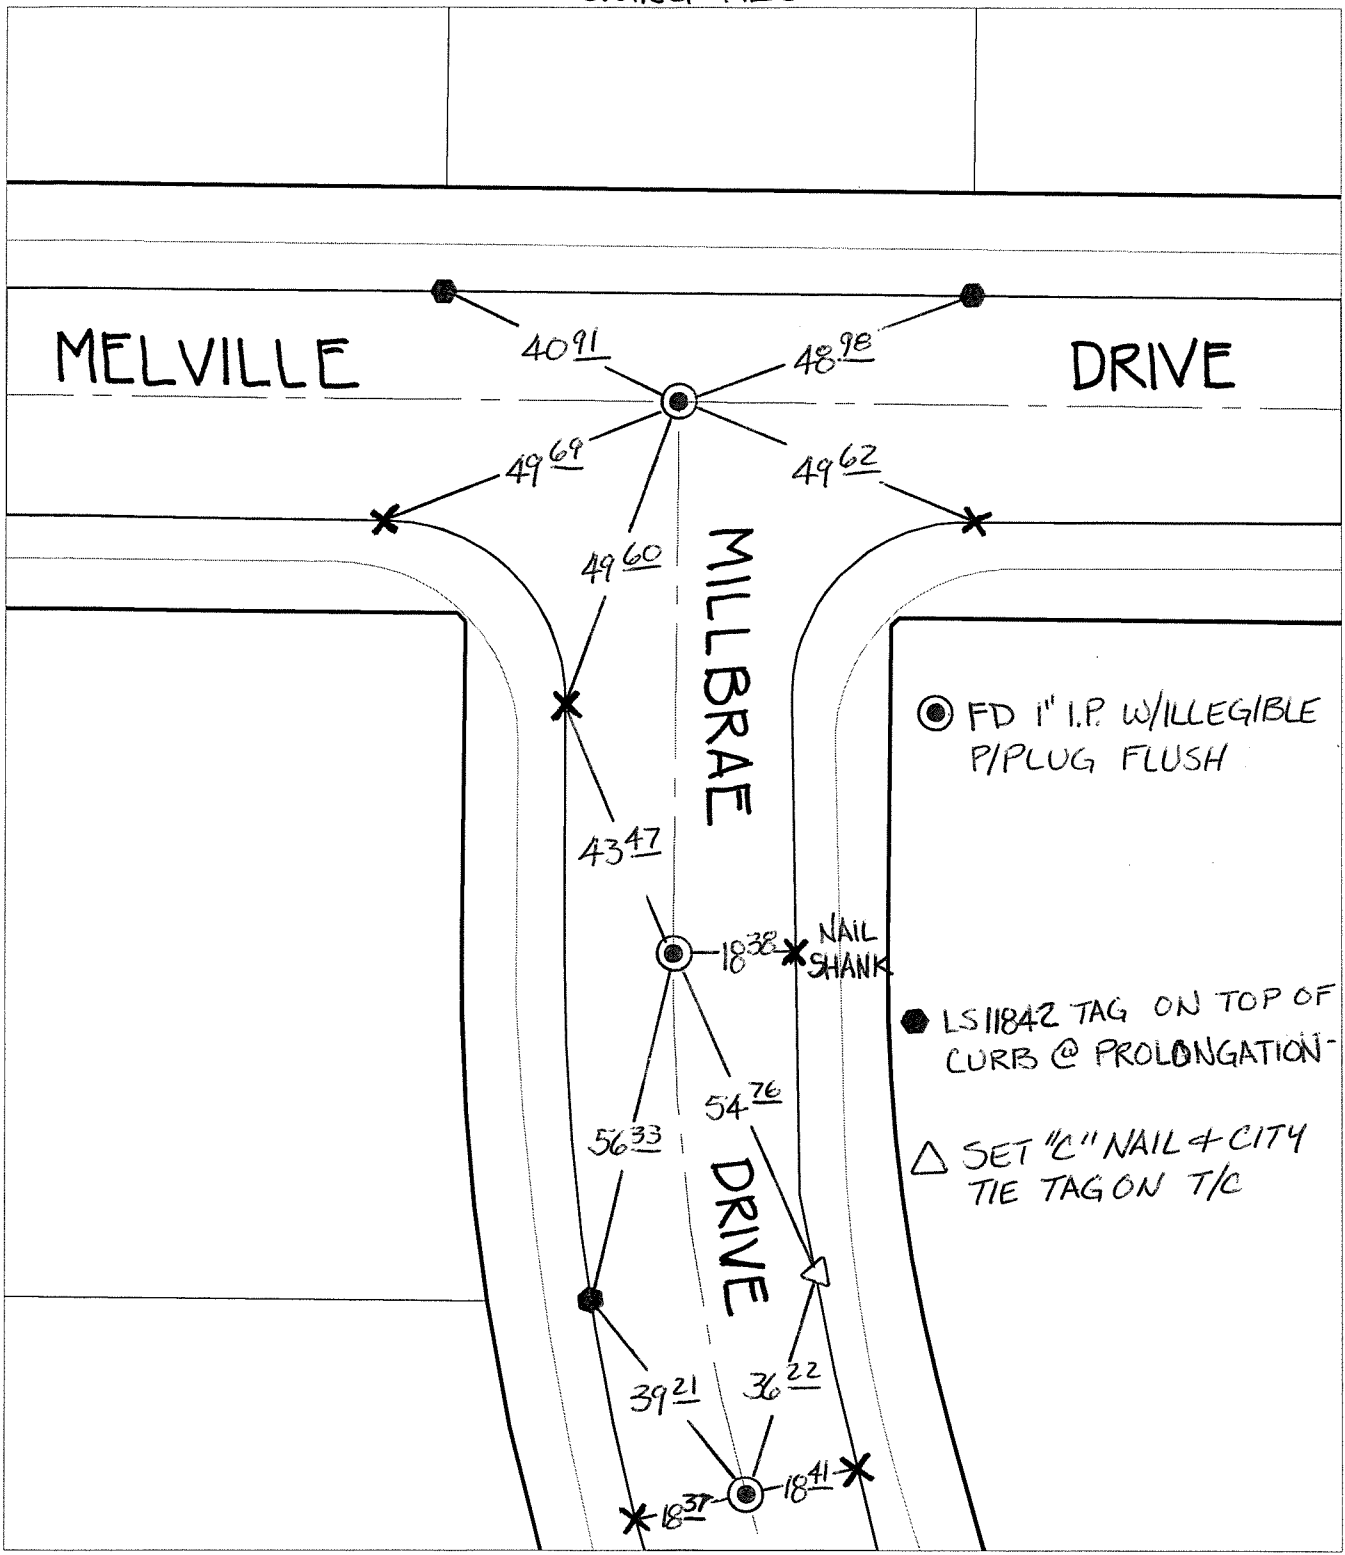 40 91
48 98
MELVILLE
DRIVE
49 69
49 62
49 60
MILLBRAE
FD 1" I.P. W/ILLEGIBLE
P/PLUG FLUSH
43 47
18 38
NAIL
SHANK
LS11842 TAG ON TOP OF
CURB @ PROLONGATION
54 76
56 33
DRIVE
SET "C" NAIL & CITY
TIE TAG ON T/C
39 21
36 22
18 37
18 41